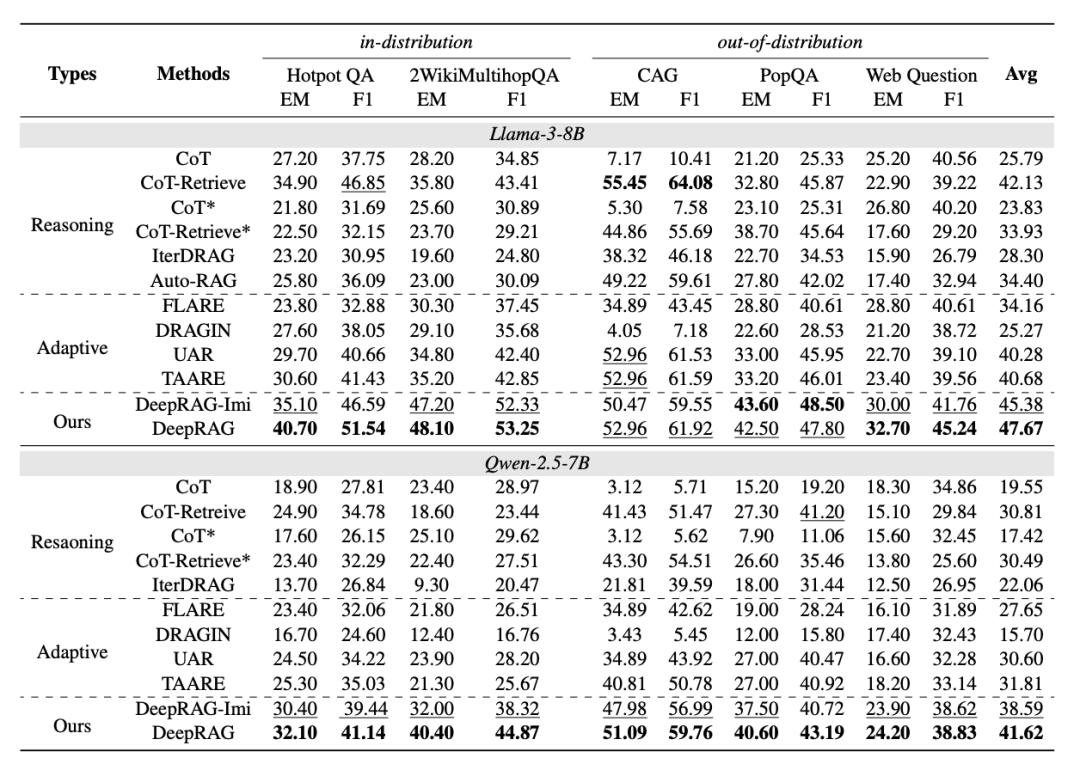 in-distribution out-of-distribution
Types Methods Hotpot QA 2WikiMultihopQA CAG PopQA Web Question Avg
EM F1 EM F1 EM F1 EM F1 EM F1
Llama-3-8B
CoT 27.20 37.75 28.20 34.85 7.17 10.41 21.20 25.33 25.20 40.56 25.79
CoT-Retrieve 34.90 46.85 35.80 43.41 55.45 64.08 32.80 45.87 22.90 39.22 42.13
CoT* 21.80 31.69 25.60 30.89 5.30 7.58 23.10 25.31 26.80 40.20 23.83
Reasoning CoT-Retrieve* 22.50 32.15 23.70 29.21 44.86 55.69 38.70 45.64 17.60 29.20 33.93
IterDRAG 23.20 30.95 19.60 24.80 38.32 46.18 22.70 34.53 15.90 26.79 28.30
Auto-RAG 25.80 36.09 23.00 30.09 49.22 59.61 27.80 42.02 17.40 32.94 34.40
FLARE 23.80 32.88 30.30 37.45 34.89 43.45 28.80 40.61 28.80 40.61 34.16
DRAGIN 27.60 38.05 29.10 35.68 4.05 7.18 22.60 28.53 21.20 38.72 25.27
Adaptive UAR 29.70 40.66 34.80 42.40 52.96 61.53 33.00 45.95 22.70 39.10 40.28
TAARE 30.60 41.43 35.20 42.85 52.96 61.59 33.20 46.01 23.40 39.56 40.68
Ours DeepRAG-Imi 35.10 46.59 47.20 52.33 50.47 59.55 43.60 48.50 30.00 41.76 45.38
DeepRAG 40.70 51.54 48.10 53.25 52.96 61.92 42.50 47.80 32.70 45.24 47.67
Qwen-2.5-7B
CoT 18.90 27.81 23.40 28.97 3.12 5.71 15.20 19.20 18.30 34.86 19.55
CoT-Retreive 24.90 34.78 18.60 23.44 41.43 51.47 27.30 41.20 15.10 29.84 30.81
Resaoning CoT* 17.60 26.15 25.10 29.62 3.12 5.62 7.90 11.06 15.60 32.45 17.42
CoT-Retrieve* 23.40 32.29 22.40 27.51 43.30 54.51 26.60 35.46 13.80 25.60 30.49
IterDRAG 13.70 26.84 9.30 20.47 21.81 39.59 18.00 31.44 12.50 26.95 22.06
FLARE 23.40 32.06 21.80 26.51 34.89 42.62 19.00 28.24 16.10 31.89 27.65
DRAGIN 16.70 24.60 12.40 16.76 3.43 5.45 12.00 15.80 17.40 32.43 15.70
Adaptive UAR 24.50 34.22 23.90 28.20 34.89 43.92 27.00 40.47 16.60 32.28 30.60
TAARE 25.30 35.03 21.30 25.67 40.81 50.78 27.00 40.92 18.20 33.14 31.81
Ours DeepRAG-Imi 30.40 39.44 32.00 38.32 47.98 56.99 37.50 40.72 23.90 38.62 38.59
DeepRAG 32.10 41.14 40.40 44.87 51.09 59.76 40.60 43.19 24.20 38.83 41.62